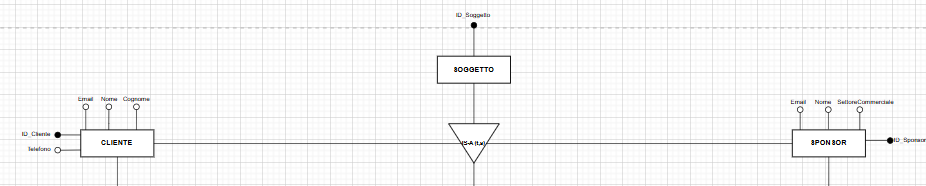 ID_Soggetto
SOGGETTO
Email Nome Cognome
Email Nome SettoreCommerciale
ID_Cliente
Telefono
CLIENTE
IS-A (t,e)
SPONSOR
ID_Sponsor